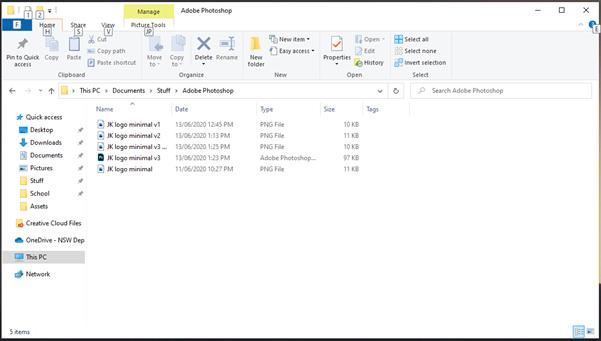 Manage
Adobe Photoshop
1
2
F
Home
Share
View
Picture Tools
H
S
V
JP
E
Pin to Quick access
Copy
Paste
Cut
Copy path
Paste shortcut
Move to
Copy to
Delete
Rename
New folder
New item
Easy access
Properties
Open
Edit
History
Select all
Select none
Invert selection
Clipboard
Organize
New
Open
Select
This PC
Documents
Stuff
Adobe Photoshop
Search Adobe Photoshop
Name
Date
Type
Size
Tags
JK logo minimal v1 13/06/2020 12:45 PM PNG File 10 KB
JK logo minimal v2 13/06/2020 1:13 PM PNG File 11 KB
JK logo minimal v3 ... 13/06/2020 1:25 PM PNG File 10 KB
JK logo minimal v3 13/06/2020 1:23 PM Adobe Photoshop... 97 KB
JK logo minimal 11/06/2020 10:27 PM PNG File 11 KB
Quick access
Desktop
Downloads
Documents
Pictures
Stuff
School
Assets
Creative Cloud Files
OneDrive - NSW Dep
This PC
Network
5 items